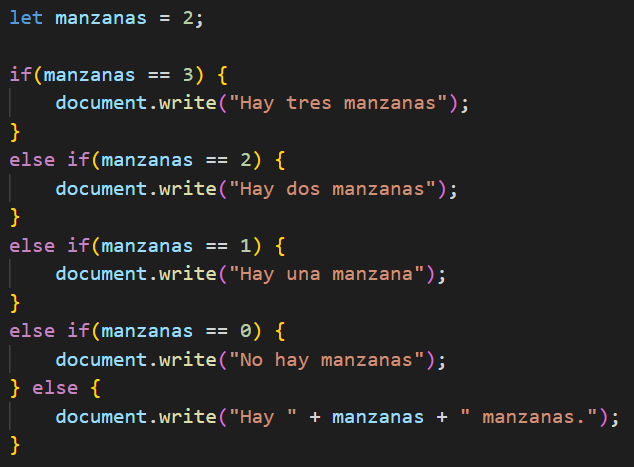 let manzanas = 2;

if(manzanas == 3) {
    document.write("Hay tres manzanas");
}
else if(manzanas == 2) {
    document.write("Hay dos manzanas");
}
else if(manzanas == 1) {
    document.write("Hay una manzana");
}
else if(manzanas == 0) {
    document.write("No hay manzanas");
} else {
    document.write("Hay " + manzanas + " manzanas.");
}